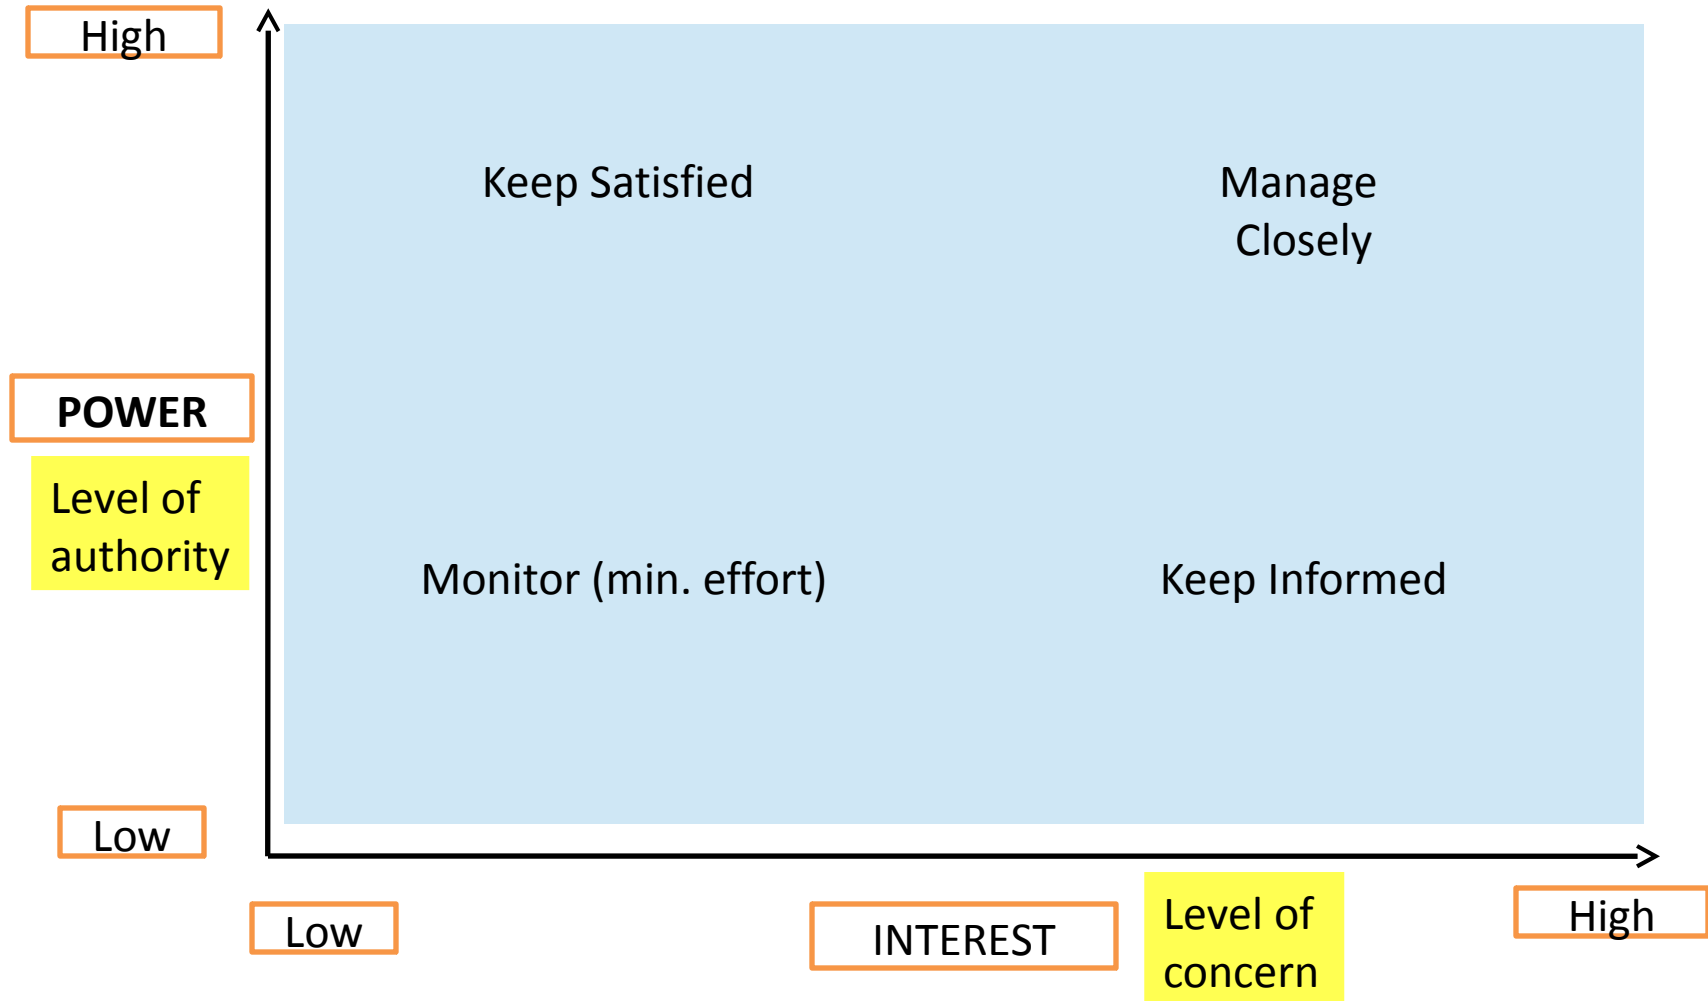 High
Keep Satisfied
Manage
Closely
POWER
Level of
authority
Monitor (min. effort)
Keep Informed
Low
Low
INTEREST
Level of
concern
High